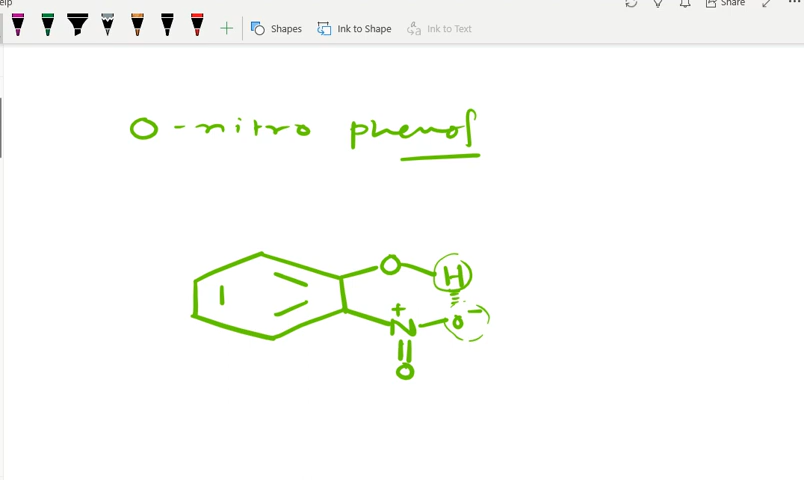 elp
Share
Shapes
Ink to Shape
Ink to Text
O-nitro phenol
O
H
+
N
O-
O